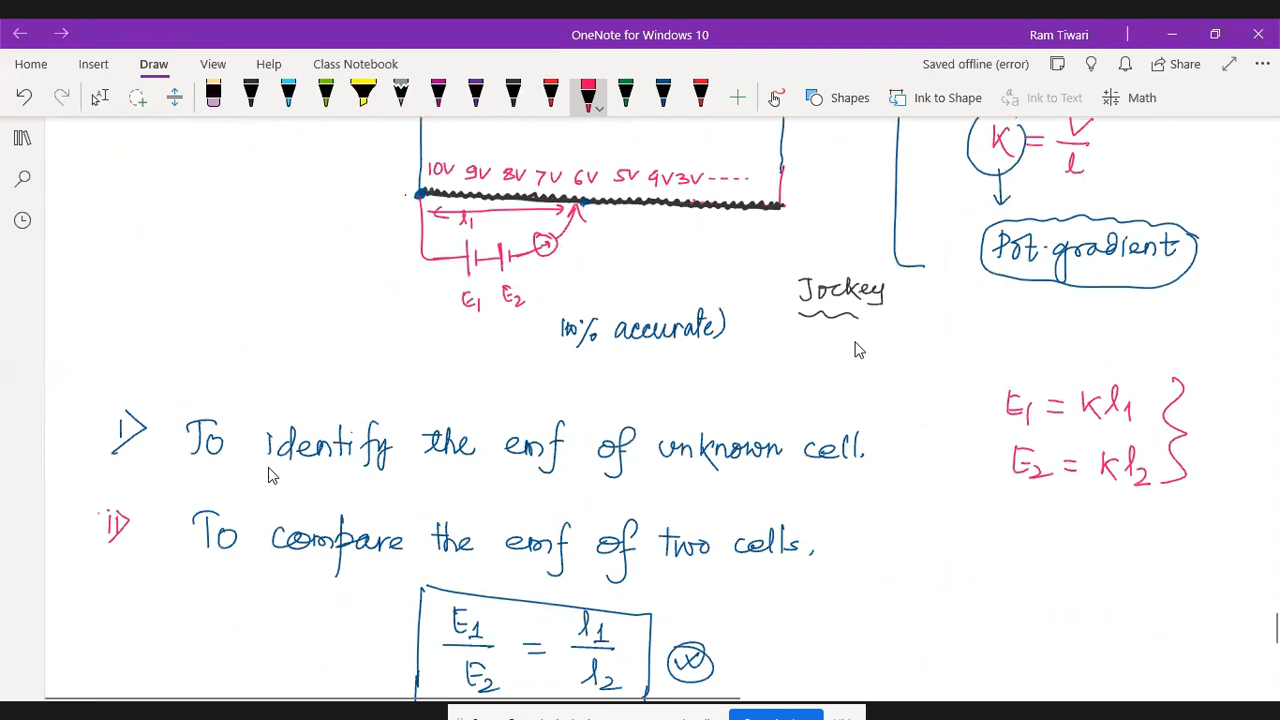 OneNote for Windows 10
Ram Tiwari
Home Insert Draw View Help Class Notebook
Saved offline (error) Share
Shapes Ink to Shape Ink to Text Math
K = V/l
10V 9V 8V 7V 6V 5V 4V 3V ----
l1
E1 E2
Pot. gradient
Jockey
100% accurate)
i) To identify the emf of unknown cell.
E1 = Kl1
E2 = Kl2
ii) To compare the emf of two cells.
E1/E2 = l1/l2